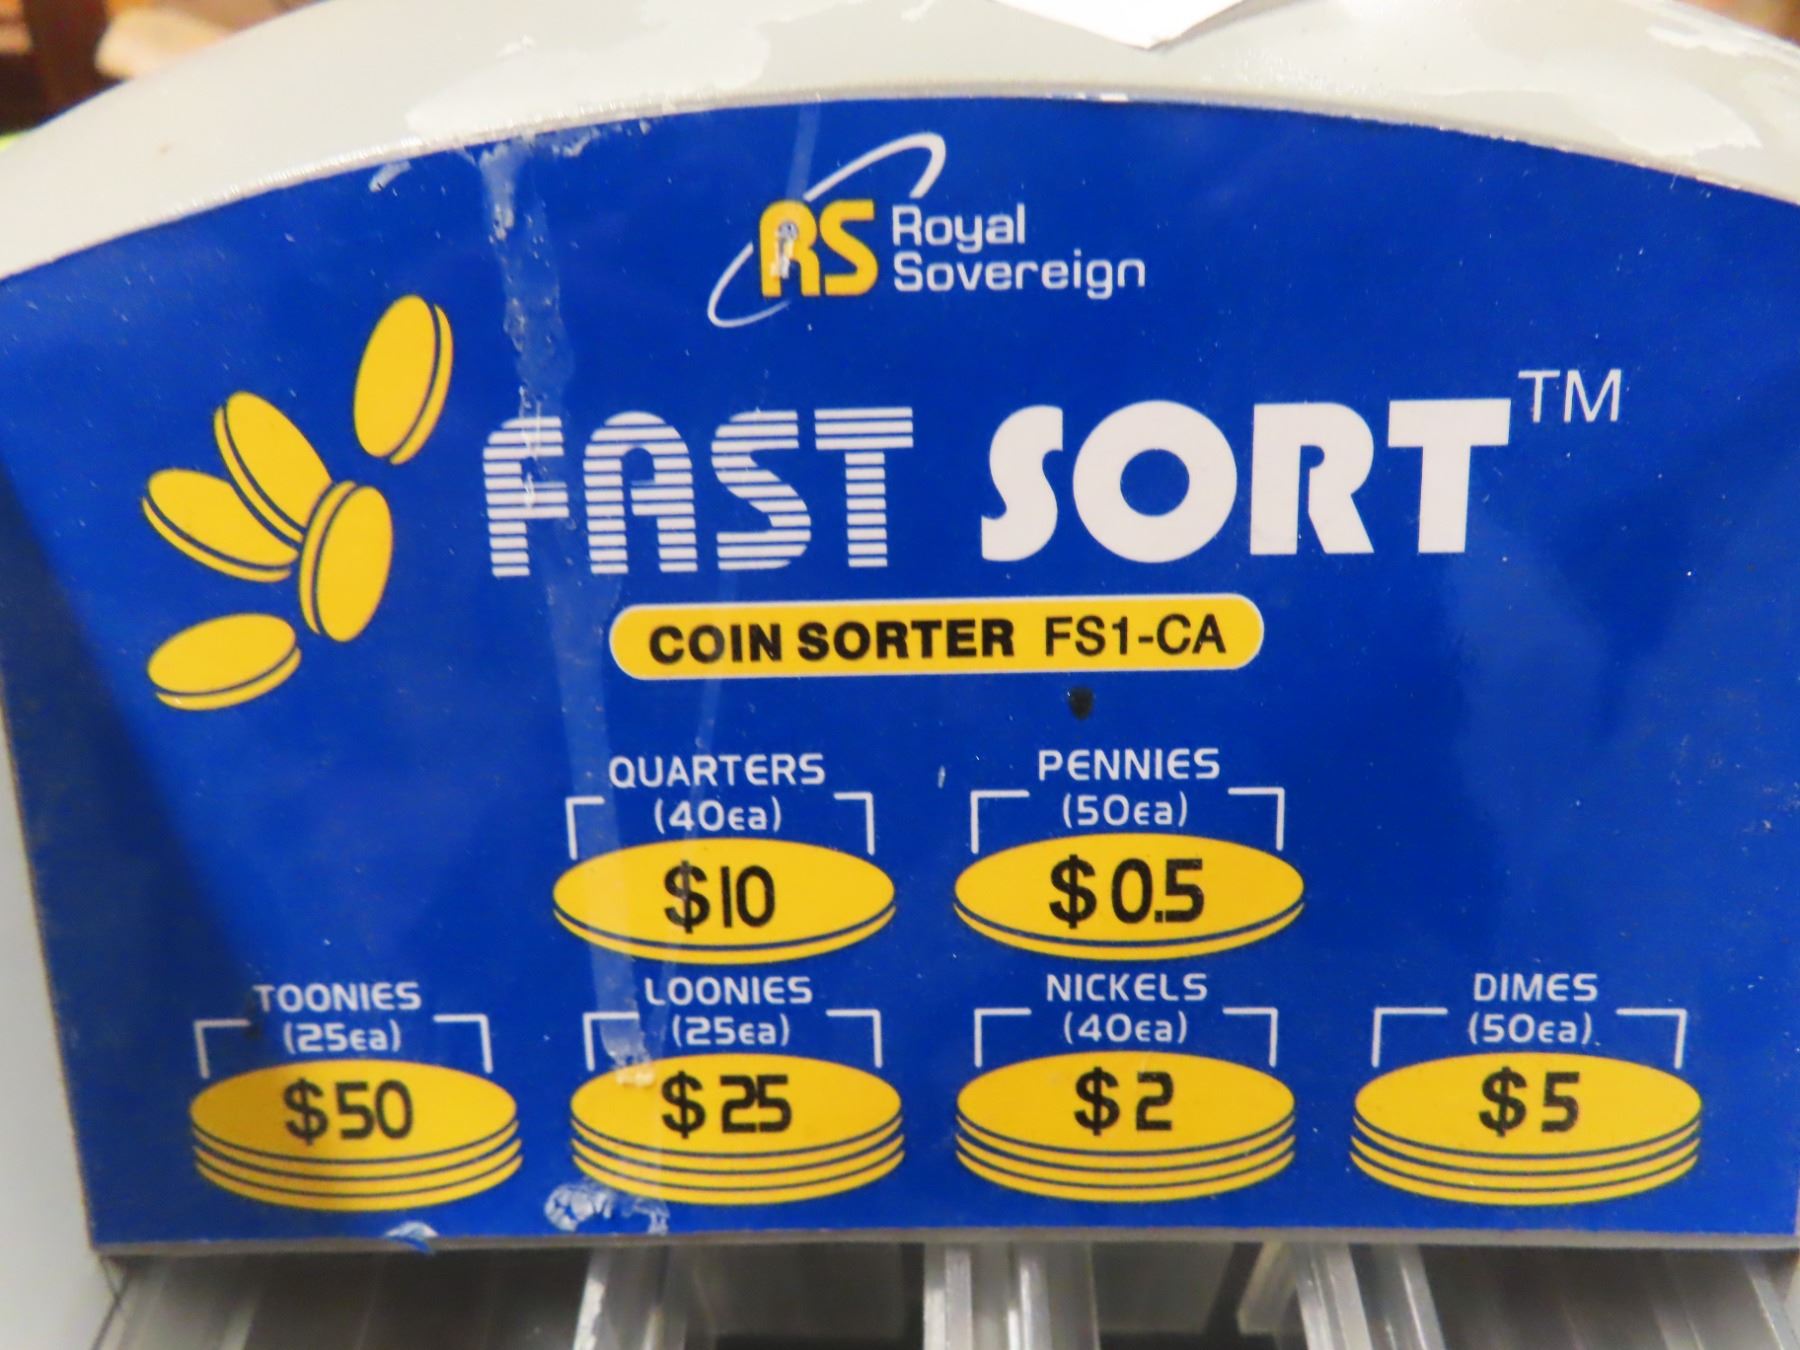 RS Royal
Sovereign
FAST SORT™
COIN SORTER FS1-CA
QUARTERS
(40ea)
$10
PENNIES
(50ea)
$0.5
TOONIES
(25ea)
$50
LOONIES
(25ea)
$25
NICKELS
(40ea)
$2
DIMES
(50ea)
$5